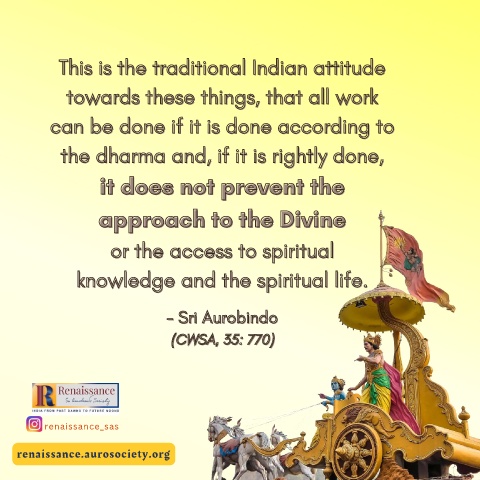 This is the traditional Indian attitude
towards these things, that all work
can be done if it is done according to
the dharma and, if it is rightly done,
it does not prevent the
approach to the Divine
or the access to spiritual
knowledge and the spiritual life.
- Sri Aurobindo
(CWSA, 35: 770)
Renaissance
Sri Aurobindo Society
INDIA FROM PAST DAWNS TO FUTURE NOONS
renaissance_sas
renaissance.aurosociety.org